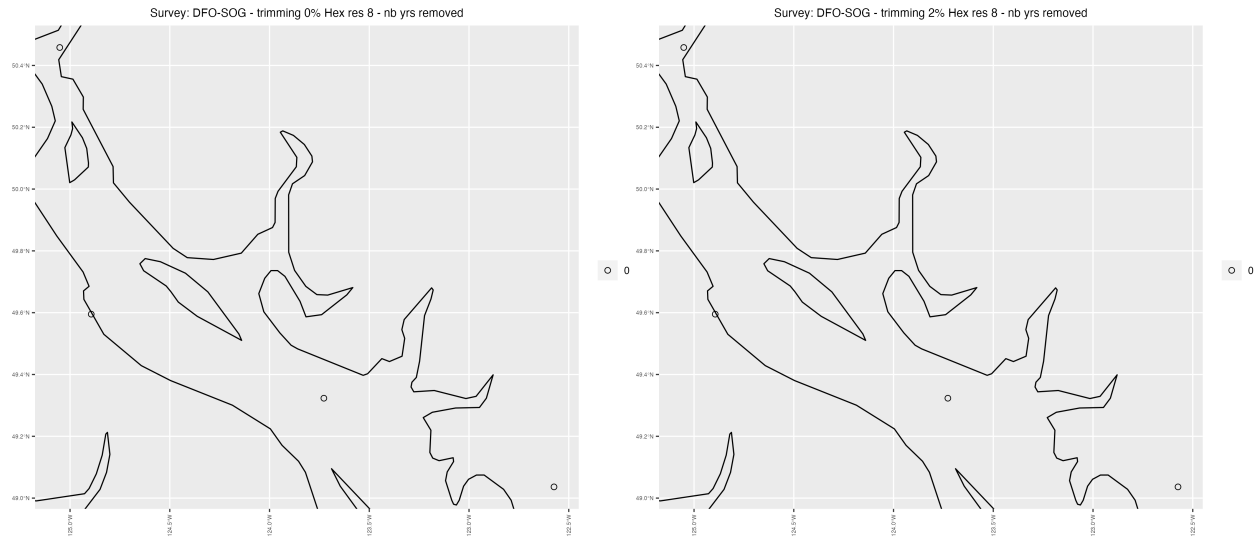 Survey: DFO-SOG - trimming 0% Hex res 8 - nb yrs removed
50.4°N
50.2°N
50.0°N
49.8°N
49.6°N
49.4°N
49.2°N
49.0°N
125.0°W
124.5°W
124.0°W
123.5°W
123.0°W
122.5°W
0
Survey: DFO-SOG - trimming 2% Hex res 8 - nb yrs removed
50.4°N
50.2°N
50.0°N
49.8°N
49.6°N
49.4°N
49.2°N
49.0°N
125.0°W
124.5°W
124.0°W
123.5°W
123.0°W
122.5°W
0